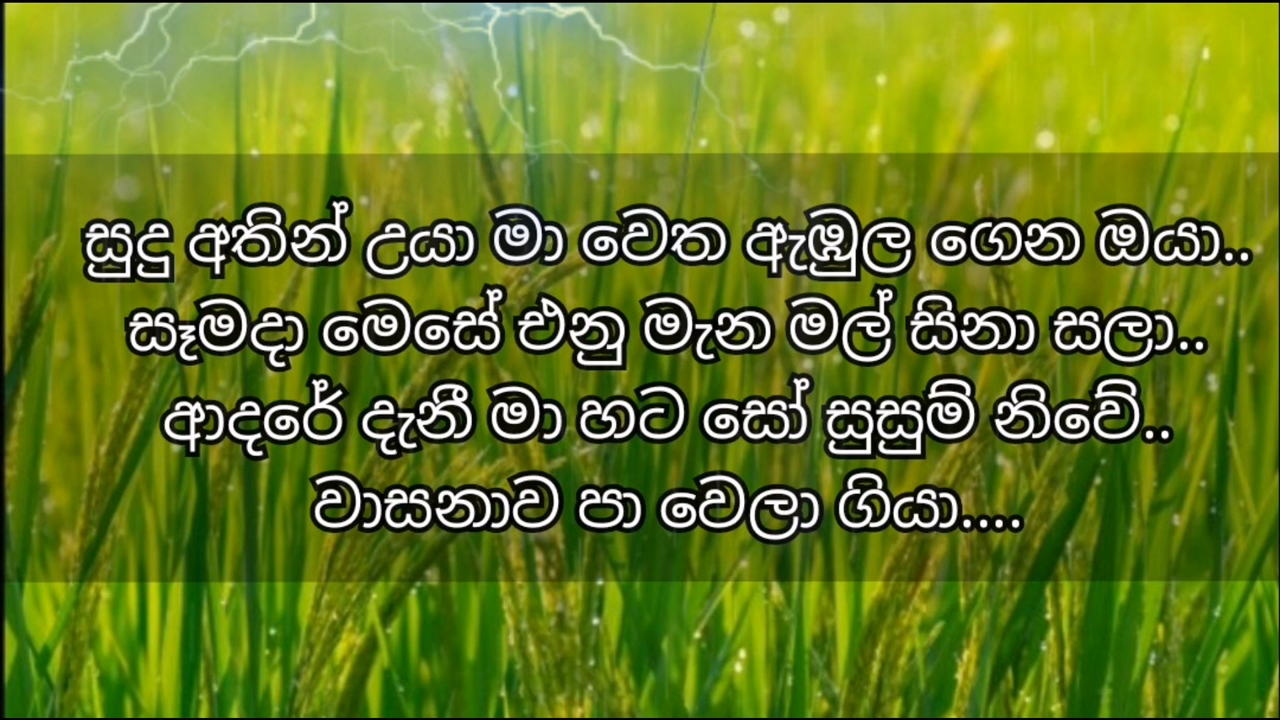 සුදු අතින් උයා මා වෙත ඇඹුල ගෙන ඔයා..
සෑමදා මෙසේ එනු මැන මල් සිනා සලා..
ආදරේ දැනී මා හට සෝ සුසුම් නිවේ..
වාසනාව පා වෙලා ගියා....